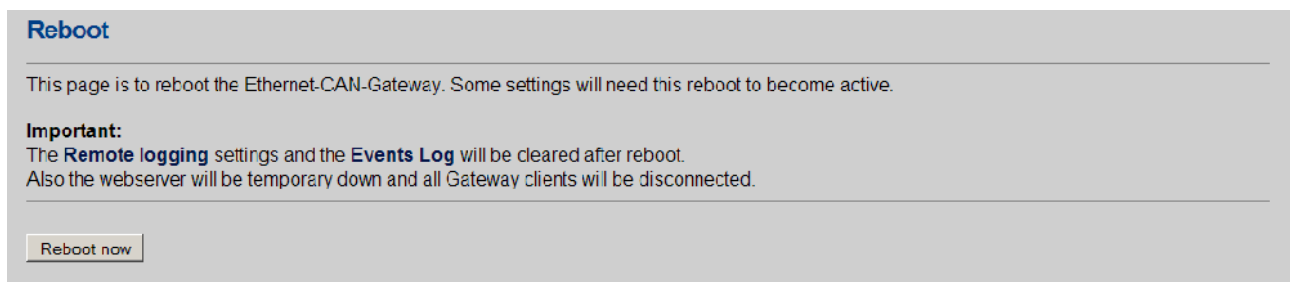 Reboot
This page is to reboot the Ethernet-CAN-Gateway. Some settings will need this reboot to become active.
Important:
The Remote logging settings and the Events Log will be cleared after reboot.
Also the webserver will be temporary down and all Gateway clients will be disconnected.
Reboot now